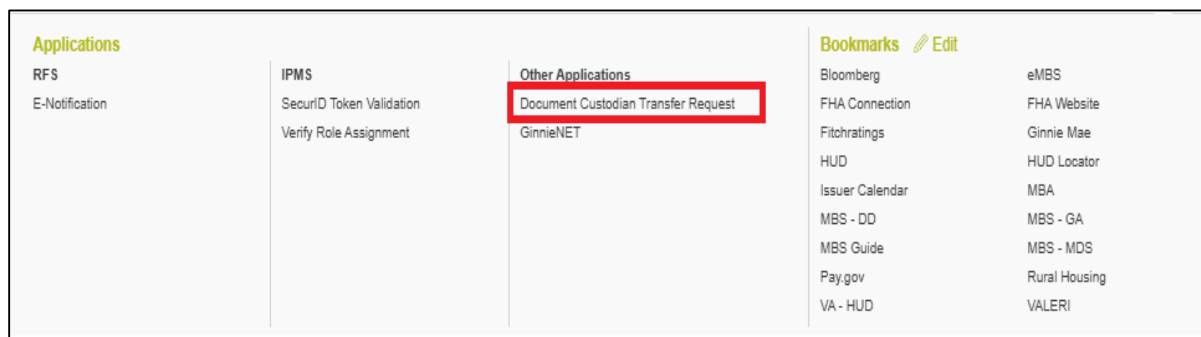 Applications
RFS
E-Notification
IPMS
SecurID Token Validation
Verify Role Assignment
Other Applications
Document Custodian Transfer Request
GinnieNET
Bookmarks Edit
Bloomberg
FHA Connection
Fitchratings
HUD
Issuer Calendar
MBS - DD
MBS Guide
Pay.gov
VA - HUD
eMBS
FHA Website
Ginnie Mae
HUD Locator
MBA
MBS - GA
MBS - MDS
Rural Housing
VALERI